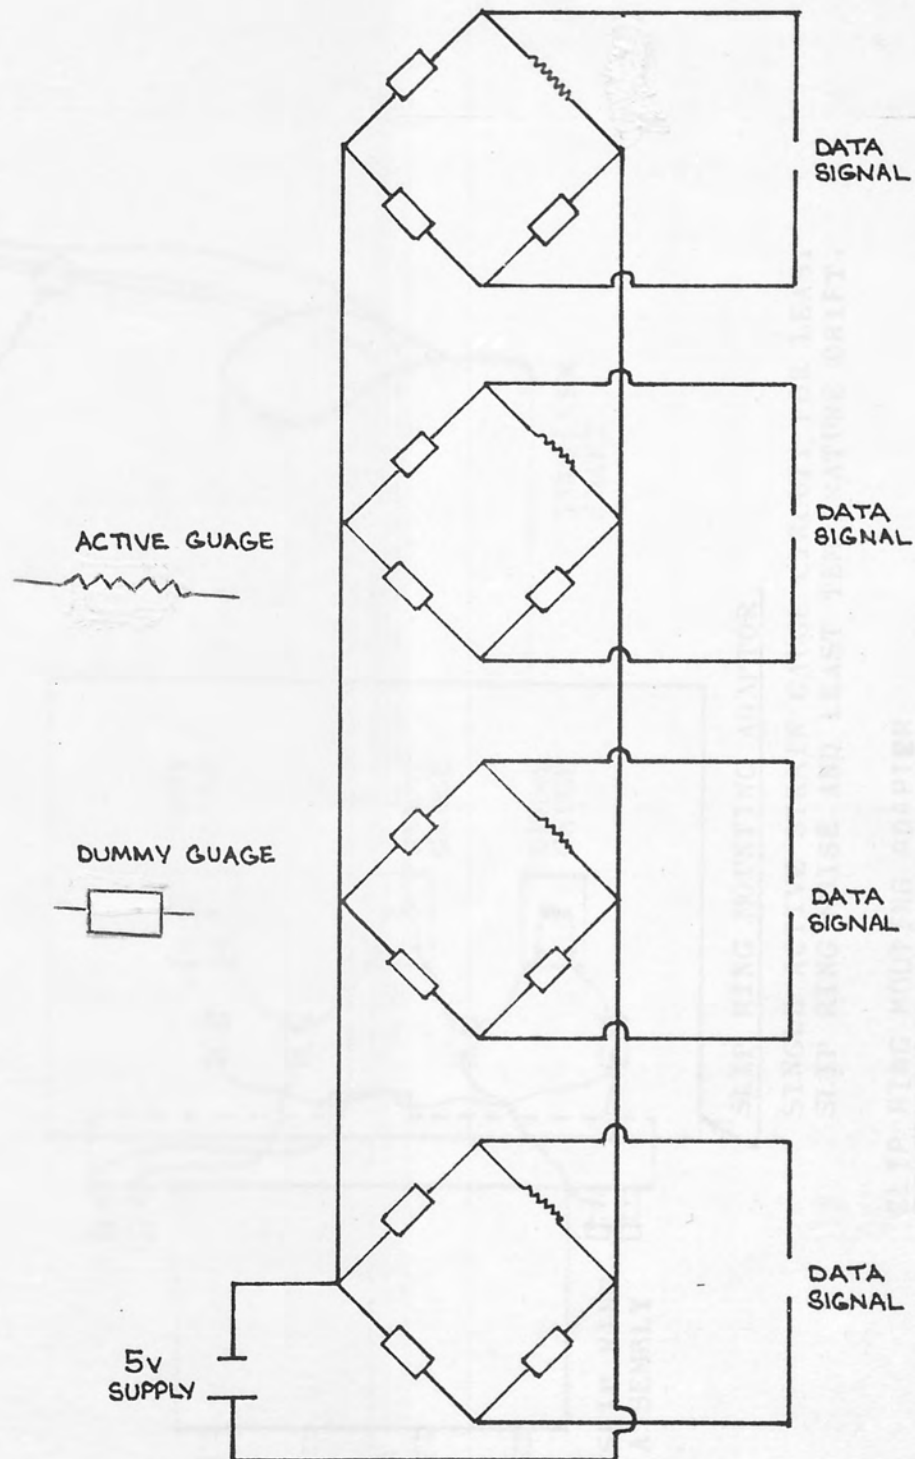 DATA
SIGNAL
ACTIVE GUAGE
DATA
SIGNAL
DUMMY GUAGE
DATA
SIGNAL
DATA
SIGNAL
5V
SUPPLY